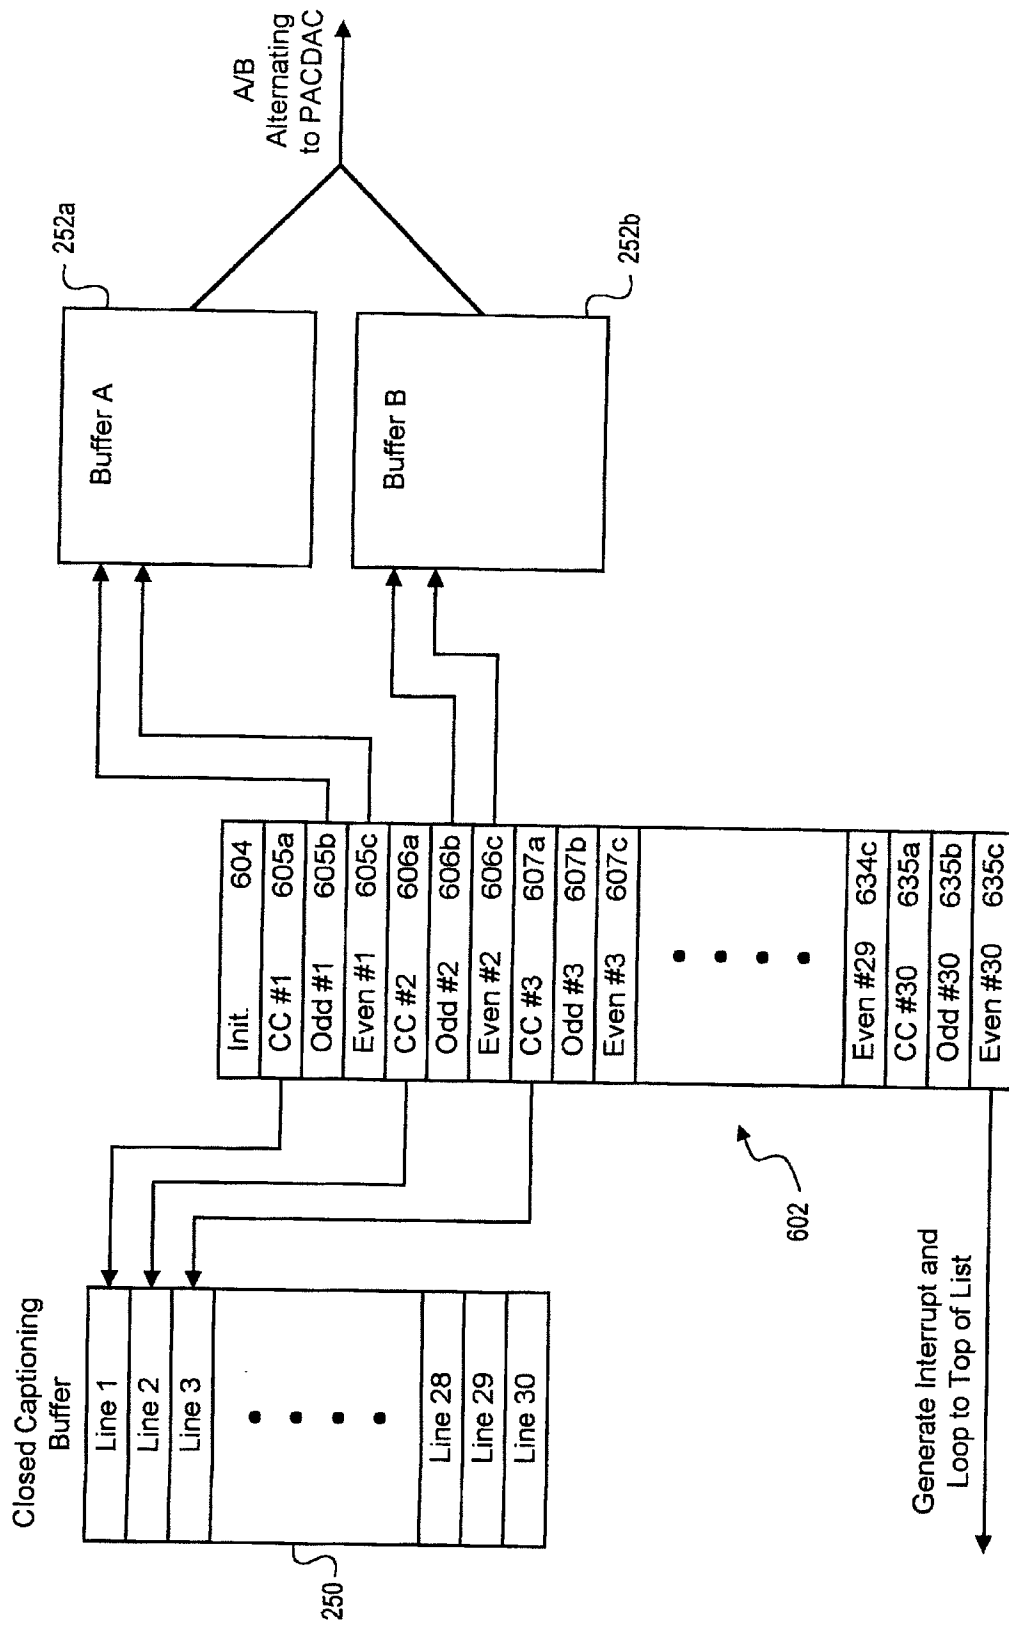 Closed Captioning
Buffer
Line 1
Line 2
Line 3
Line 28
Line 29
Line 30
250
Init. 604
CC #1 605a
Odd #1 605b
Even #1 605c
CC #2 606a
Odd #2 606b
Even #2 606c
CC #3 607a
Odd #3 607b
Even #3 607c
Even #29 634c
CC #30 635a
Odd #30 635b
Even #30 635c
602
Generate Interrupt and
Loop to Top of List
Buffer A
252a
Buffer B
252b
A/B
Alternating
to PACDAC